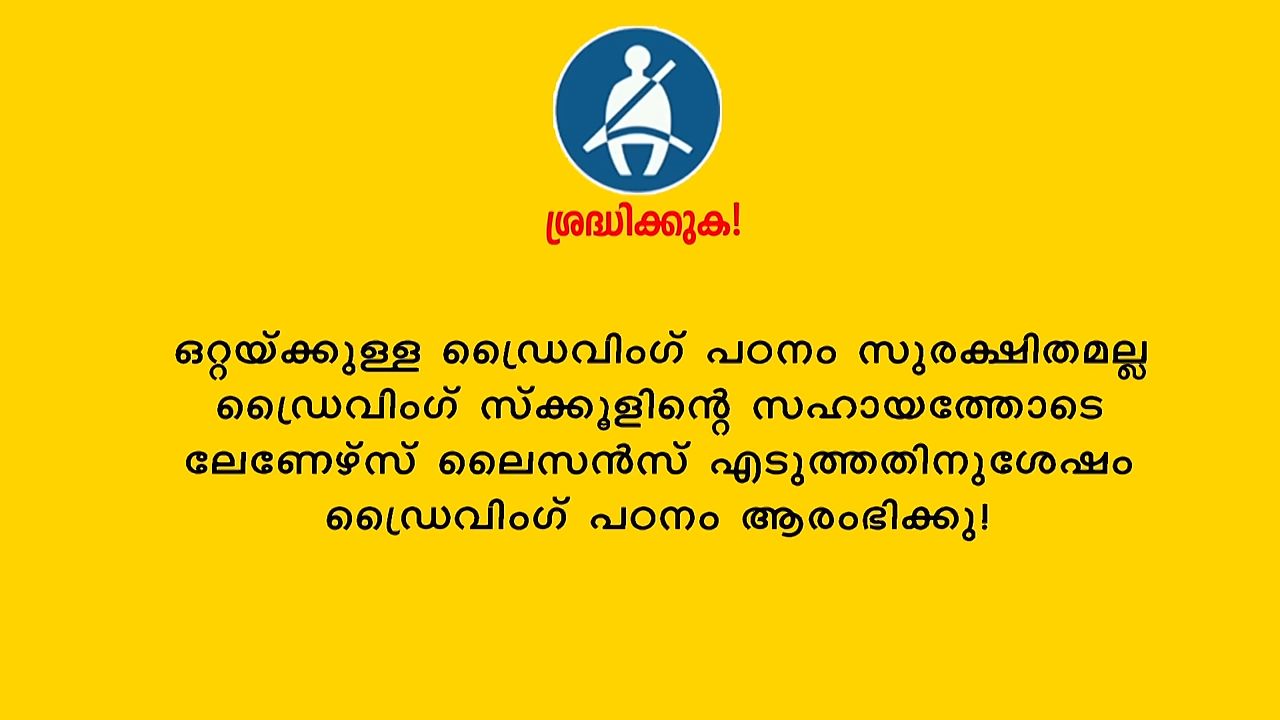 ശ്രദ്ധിക്കുക!
ഒറ്റയ്ക്കുള്ള ഡ്രൈവിംഗ് പഠനം സുരക്ഷിതമല്ല
ഡ്രൈവിംഗ് സ്ക്കൂളിന്റെ സഹായത്തോടെ
ലേണേഴ്സ് ലൈസൻസ് എടുത്തതിനുശേഷം
ഡ്രൈവിംഗ് പഠനം ആരംഭിക്കു!